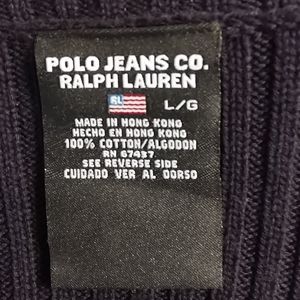 POLO JEANS CO.
RALPH LAUREN
RL L/G
MADE IN HONG KONG
HECHO EN HONG KONG
100% COTTON/ALGODON
RN 67437
SEE REVERSE SIDE
CUIDADO VER AL DORSO